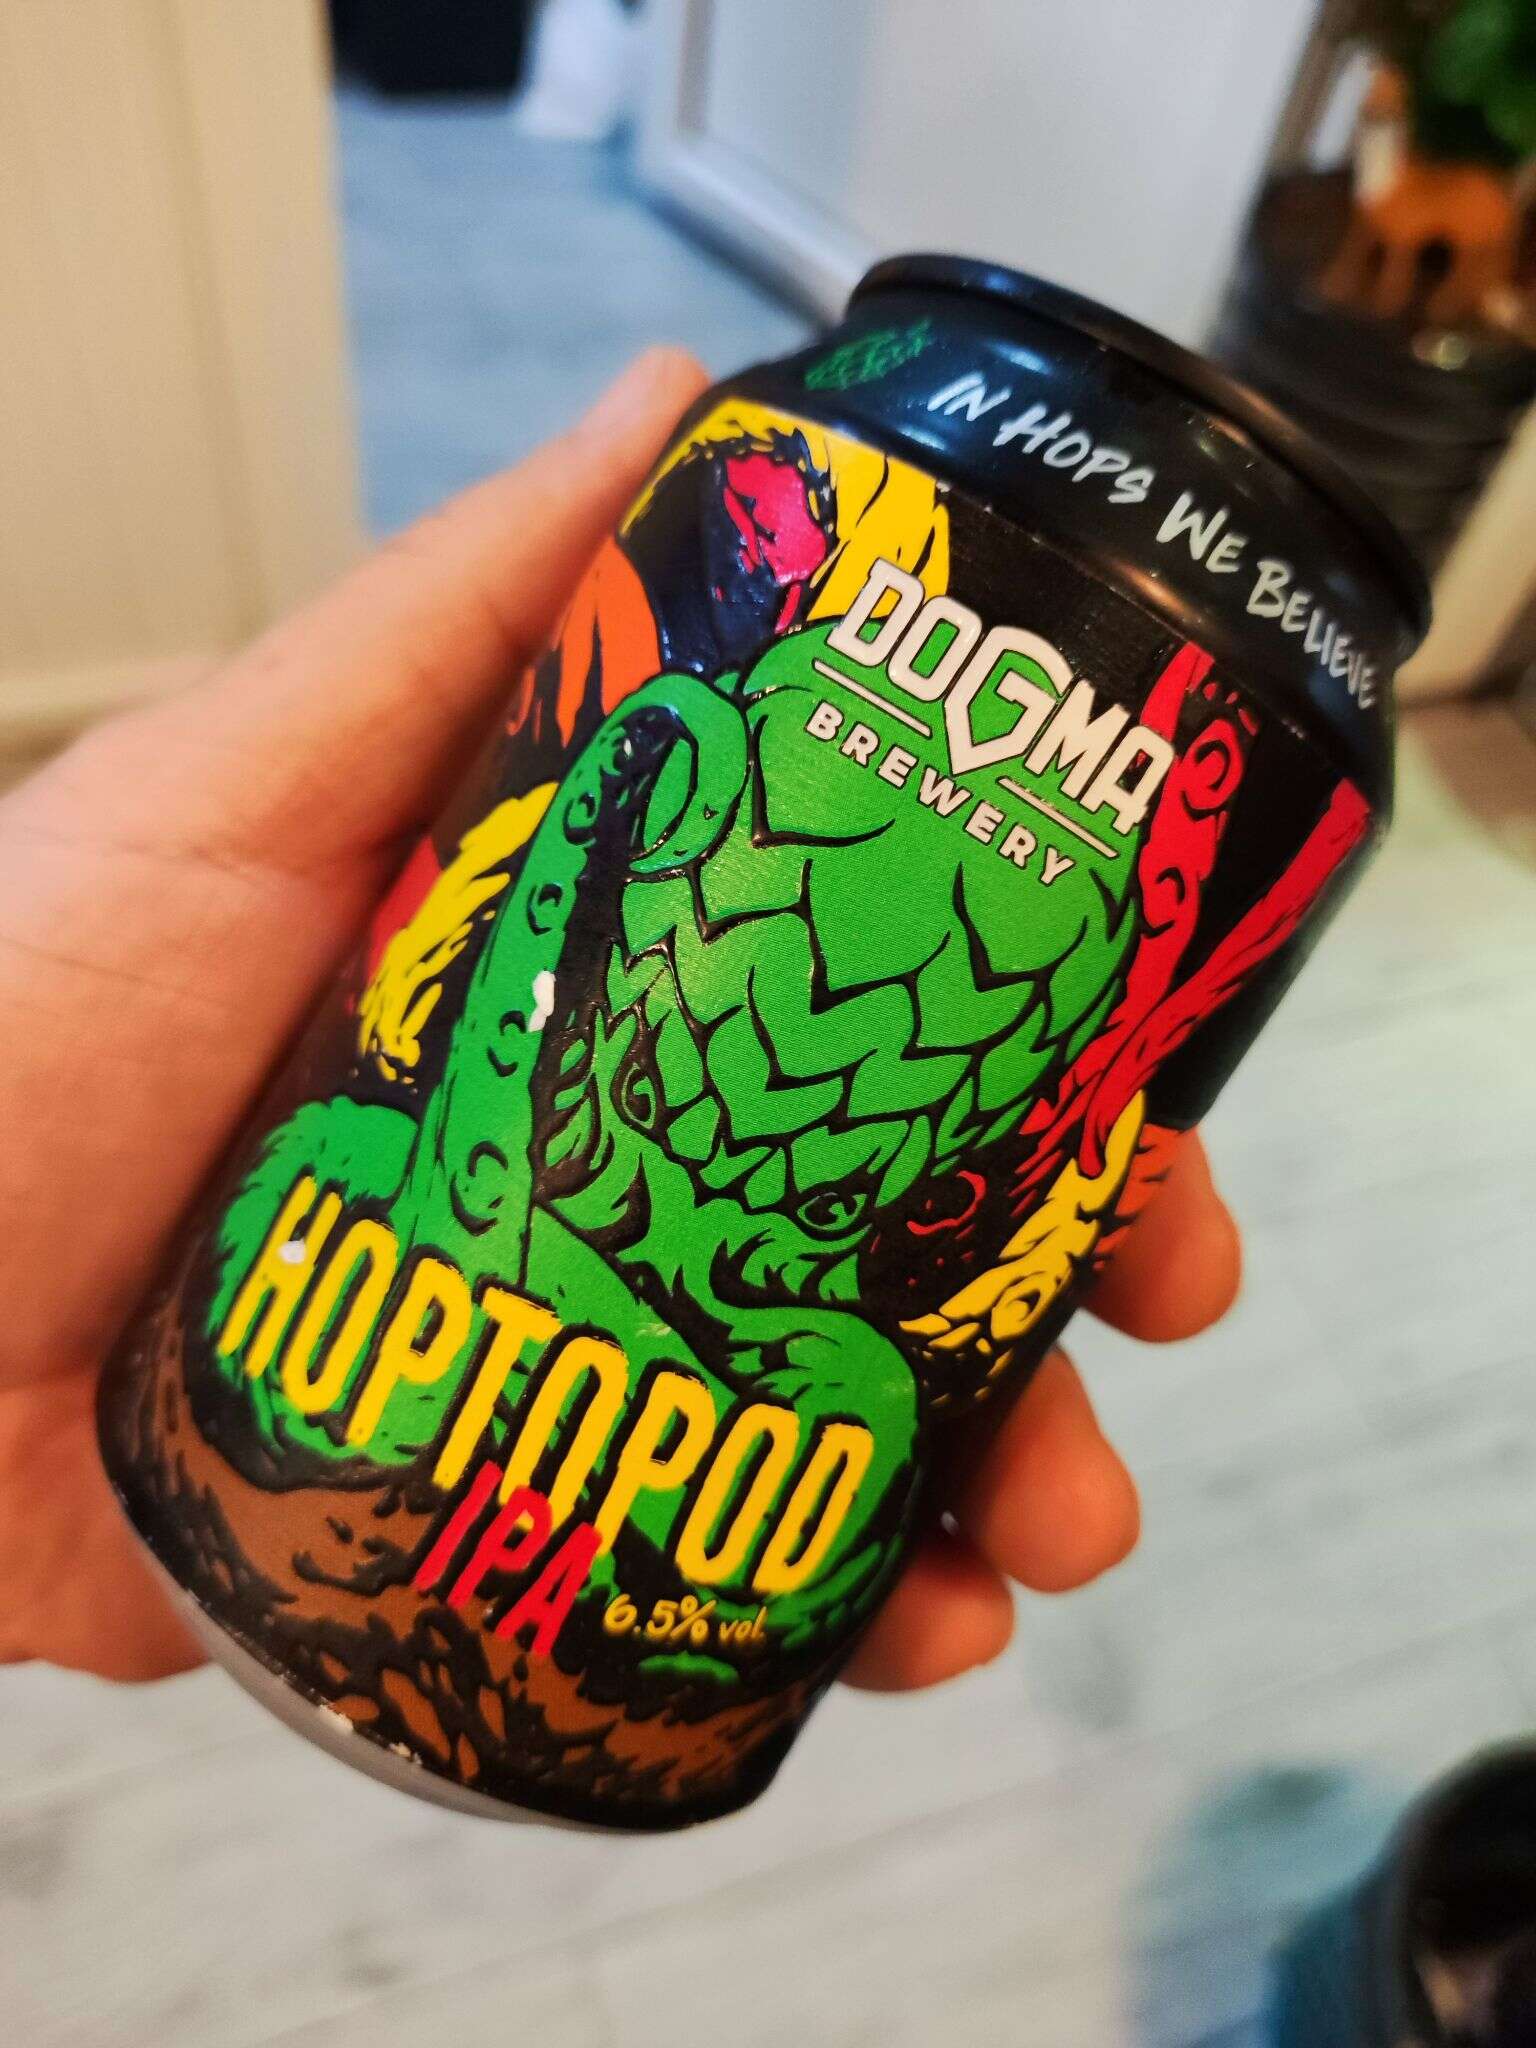 IN HOPS WE BELIEVE
DOGMA
BREWERY
HOPTOPOD
IPA
6.5% vol.